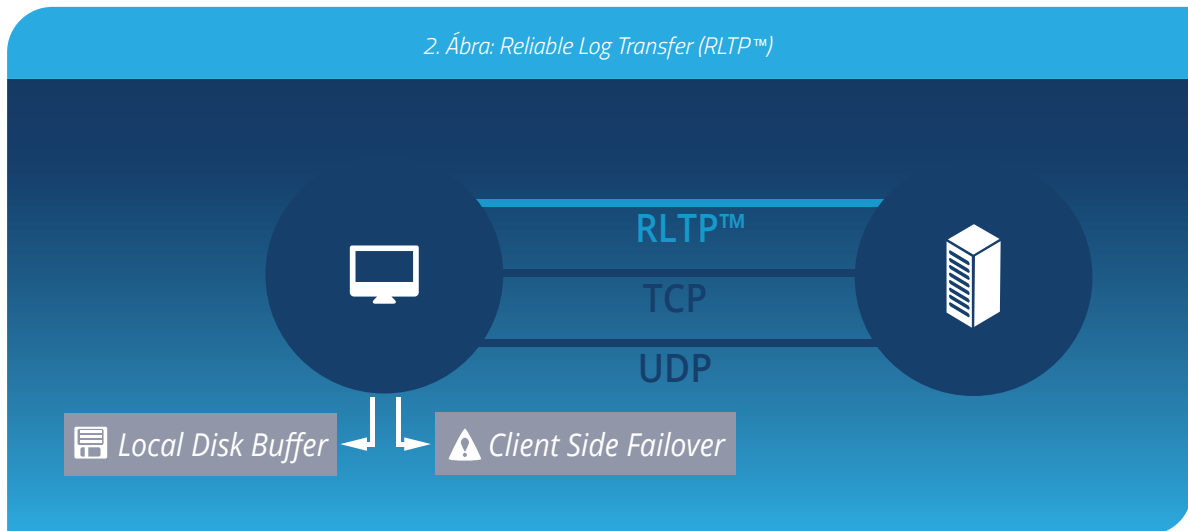 2. Ábra: Reliable Log Transfer (RLTP™)
RLTP™
TCP
UDP
Local Disk Buffer
Client Side Failover